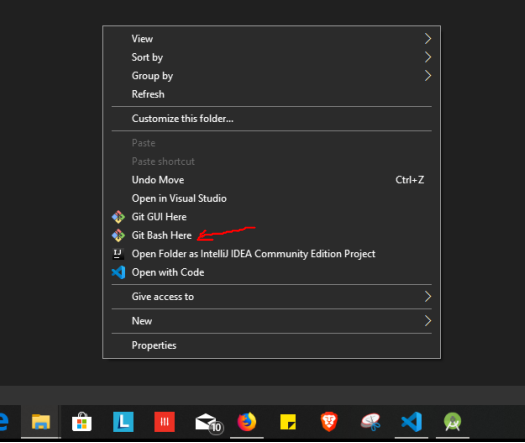 View
Sort by
Group by
Refresh
Customize this folder...
Paste
Paste shortcut
Undo Move Ctrl+Z
Open in Visual Studio
Git GUI Here
Git Bash Here
IJ Open Folder as IntelliJ IDEA Community Edition Project
Open with Code
Give access to
New
Properties
L
10